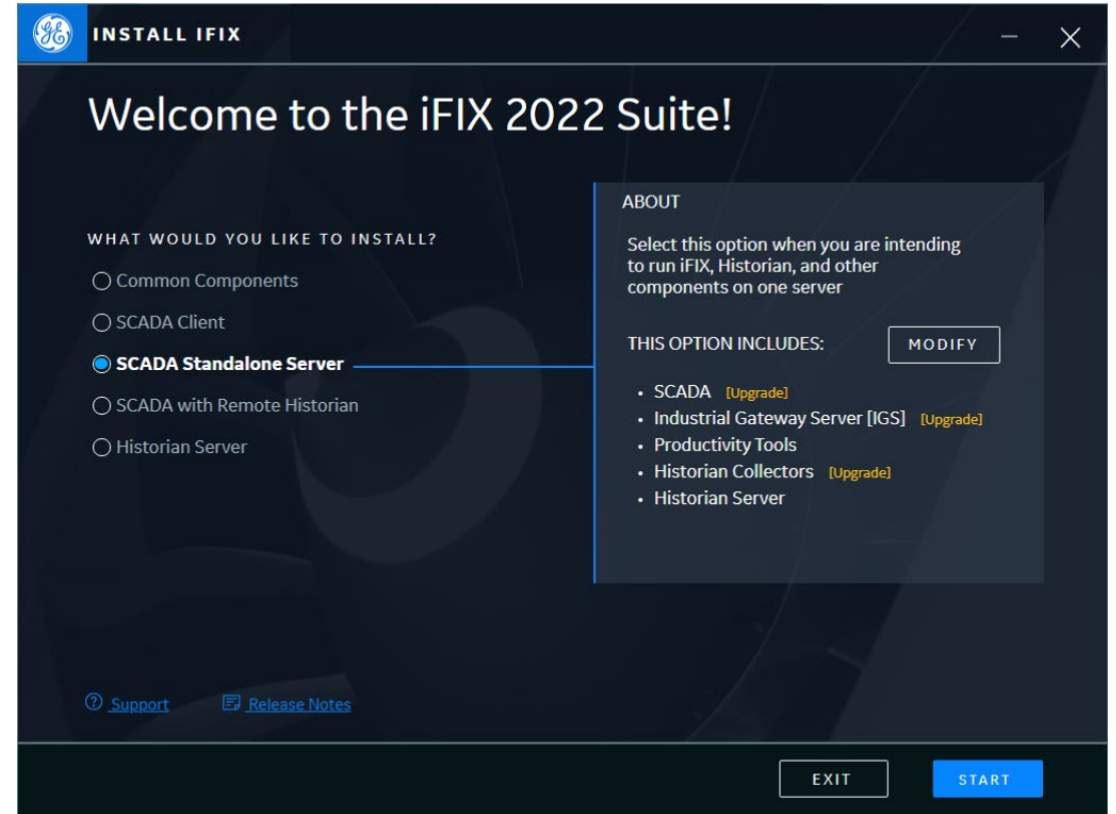 INSTALL IFIX
Welcome to the iFIX 2022 Suite!
WHAT WOULD YOU LIKE TO INSTALL?
Common Components
SCADA Client
SCADA Standalone Server
SCADA with Remote Historian
Historian Server
ABOUT
Select this option when you are intending
to run iFIX, Historian, and other
components on one server
THIS OPTION INCLUDES:
MODIFY
• SCADA [Upgrade]
• Industrial Gateway Server [IGS] [Upgrade]
• Productivity Tools
• Historian Collectors [Upgrade]
• Historian Server
Support
Release Notes
EXIT
START